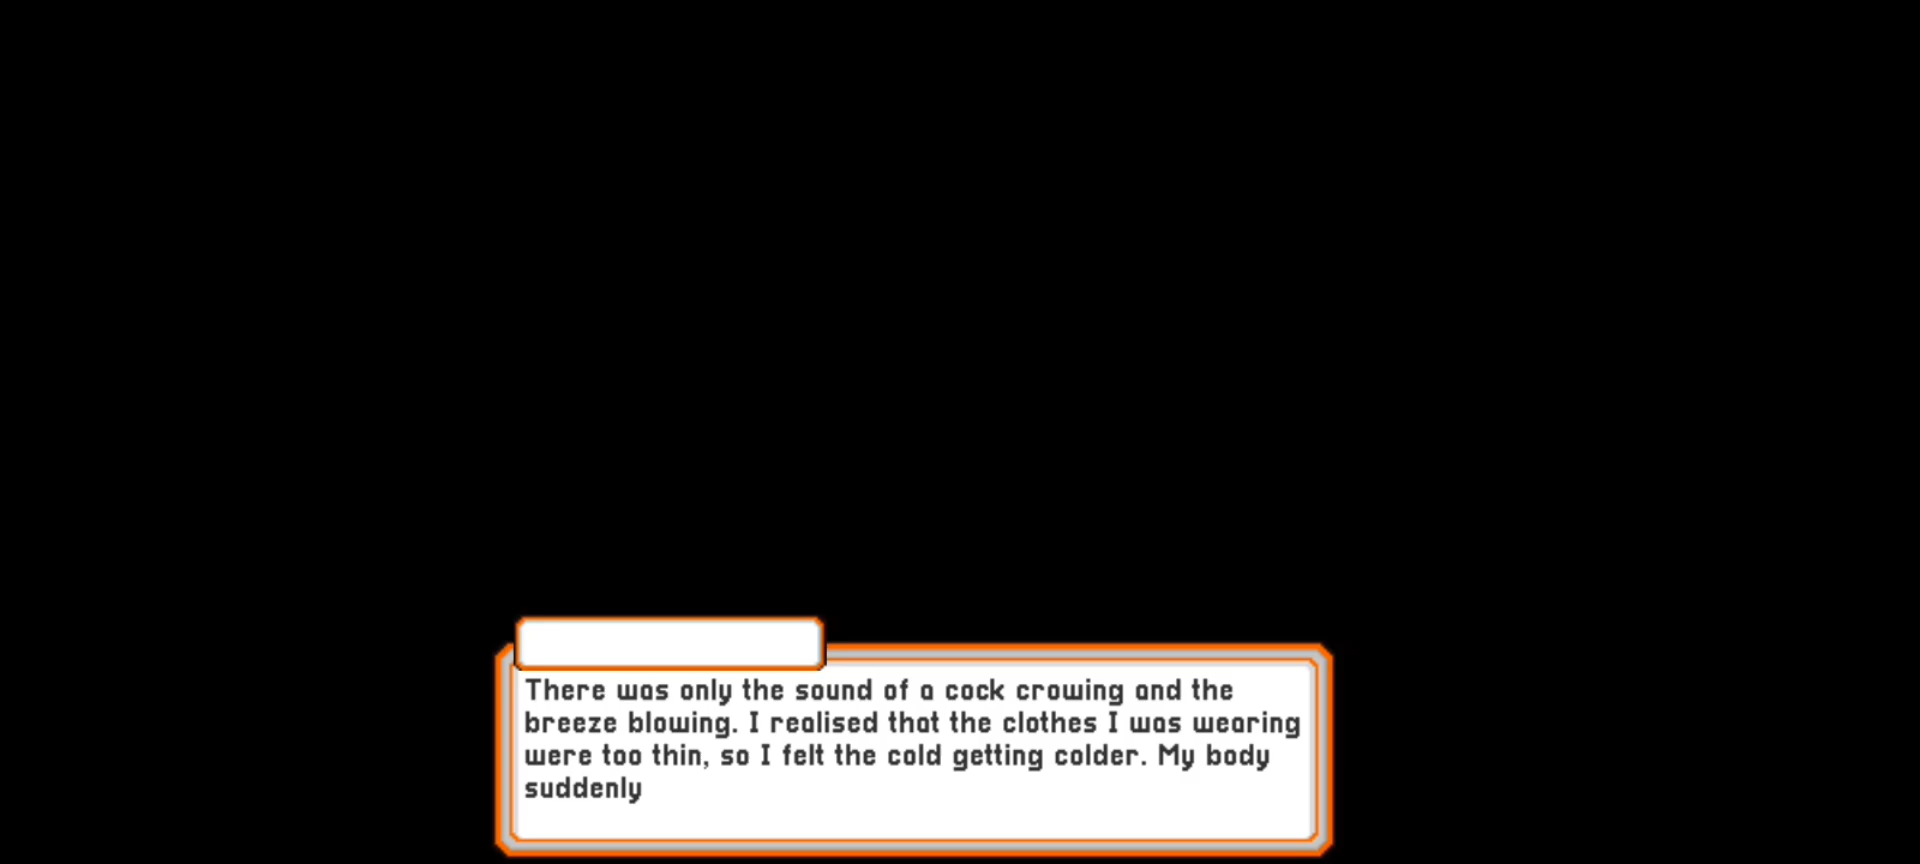 There was only the sound of a cock crowing and the
breeze blowing. I realised that the clothes I was wearing
were too thin, so I felt the cold getting colder. My body
suddenly